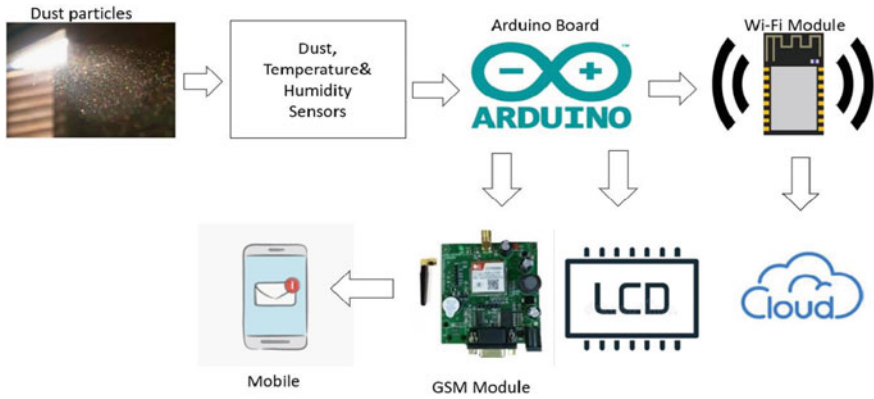 Dust particles
Arduino Board
Wi-Fi Module
Dust,
Temperature&
Humidity
Sensors
ARDUINO
LCD
Cloud
Mobile
GSM Module